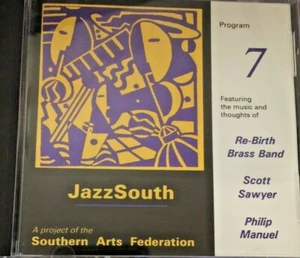 Program
7
Featuring
the music and
thoughts of
Re-Birth
Brass Band
Scott
Sawyer
Philip
Manuel
JazzSouth
A project of the
Southern Arts Federation